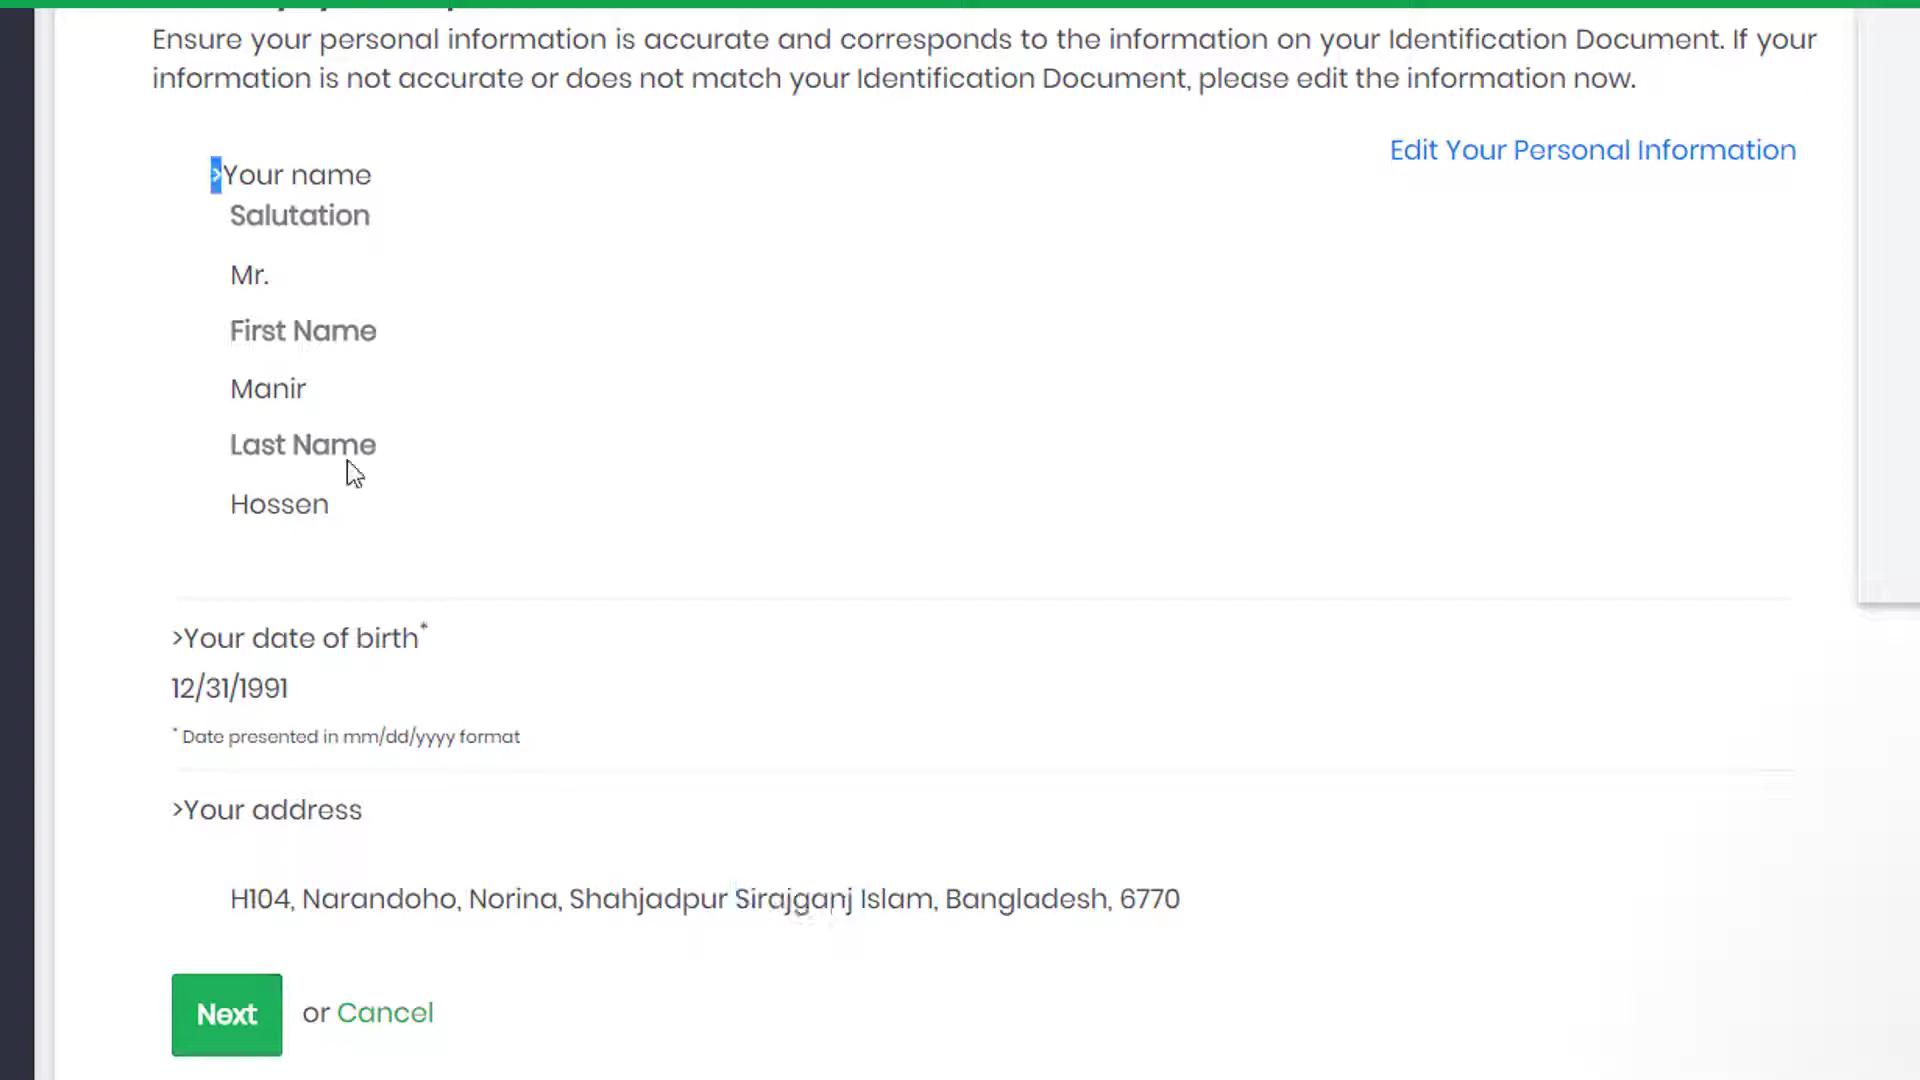 Ensure your personal information is accurate and corresponds to the information on your Identification Document. If your
information is not accurate or does not match your Identification Document, please edit the information now.
Edit Your Personal Information
>Your name
Salutation
Mr.
First Name
Manir
Last Name
Hossen
>Your date of birth*
12/31/1991
* Date presented in mm/dd/yyyy format
>Your address
H104, Narandoho, Norina, Shahjadpur Sirajganj Islam, Bangladesh, 6770
Next or Cancel